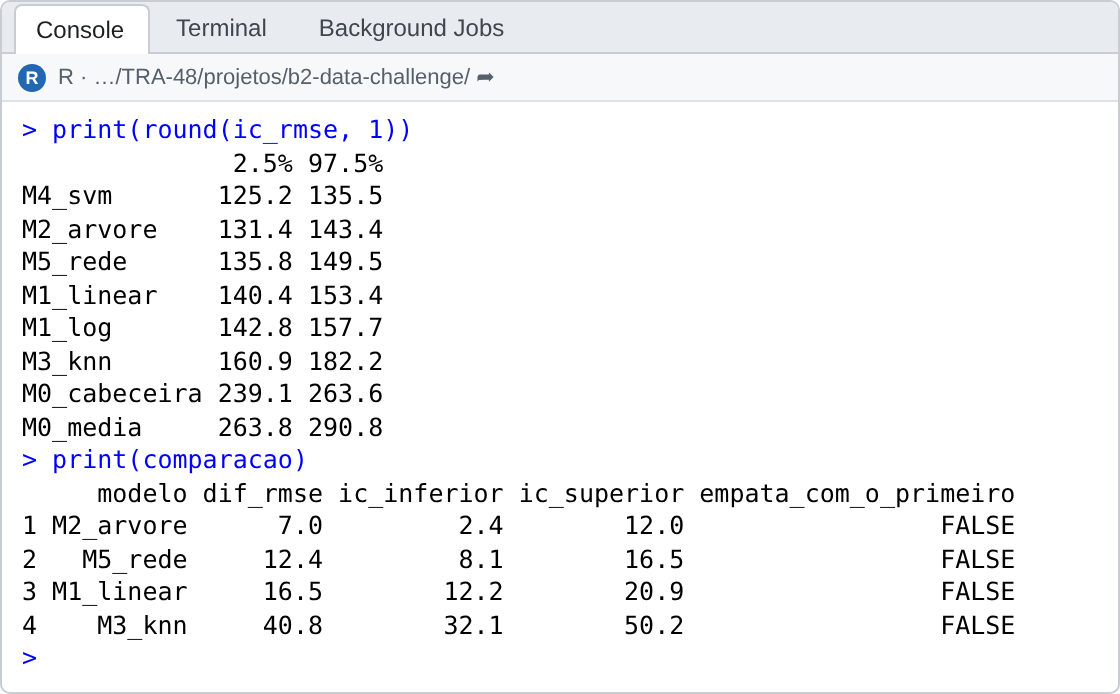 Console Terminal Background Jobs
R R · …/TRA-48/projetos/b2-data-challenge/ ➦
> print(round(ic_rmse, 1))
              2.5% 97.5%
M4_svm       125.2 135.5
M2_arvore    131.4 143.4
M5_rede      135.8 149.5
M1_linear    140.4 153.4
M1_log       142.8 157.7
M3_knn       160.9 182.2
M0_cabeceira 239.1 263.6
M0_media     263.8 290.8
> print(comparacao)
     modelo dif_rmse ic_inferior ic_superior empata_com_o_primeiro
1 M2_arvore      7.0         2.4        12.0                 FALSE
2   M5_rede     12.4         8.1        16.5                 FALSE
3 M1_linear     16.5        12.2        20.9                 FALSE
4    M3_knn     40.8        32.1        50.2                 FALSE
>